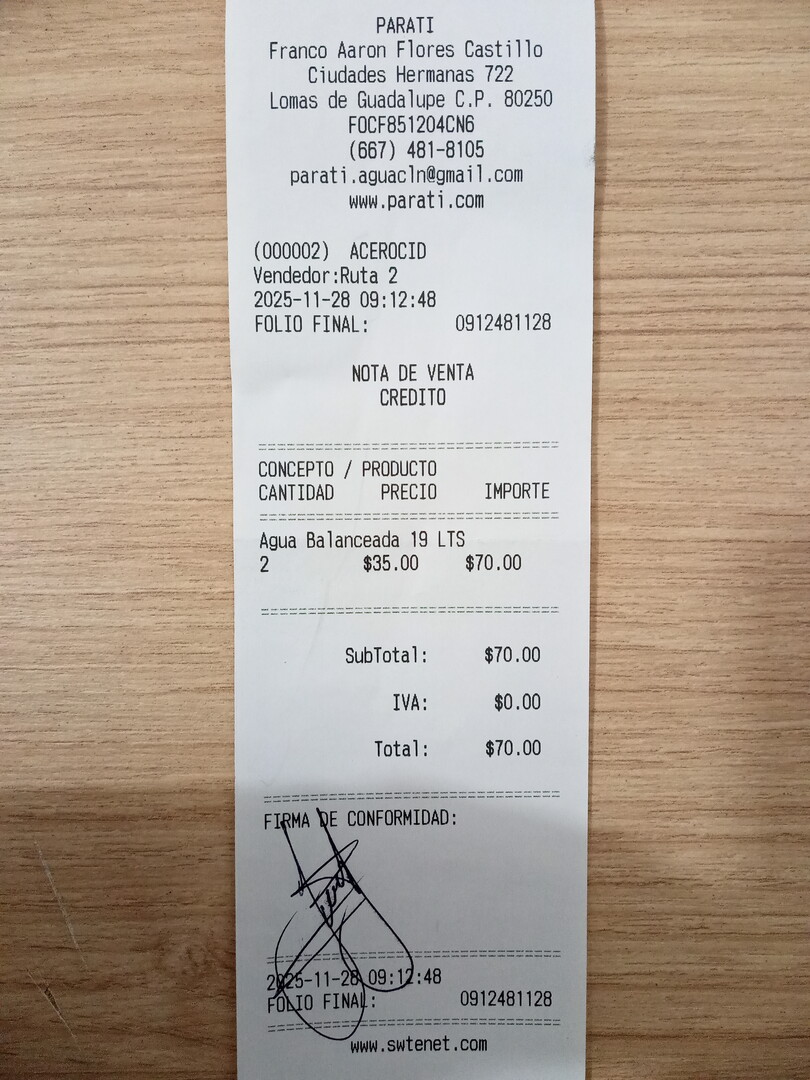 PARATI
Franco Aaron Flores Castillo
Ciudades Hermanas 722
Lomas de Guadalupe C.P. 80250
FOCF851204CN6
(667) 481-8105
parati.aguacln@gmail.com
www.parati.com
(000002) ACEROCID
Vendedor:Ruta 2
2025-11-28 09:12:48
FOLIO FINAL: 0912481128
NOTA DE VENTA
CREDITO
CONCEPTO / PRODUCTO
CANTIDAD PRECIO IMPORTE
Agua Balanceada 19 LTS
2 $35.00 $70.00
SubTotal: $70.00
IVA: $0.00
Total: $70.00
FIRMA DE CONFORMIDAD:
2025-11-28 09:12:48
FOLIO FINAL: 0912481128
www.swtenet.com